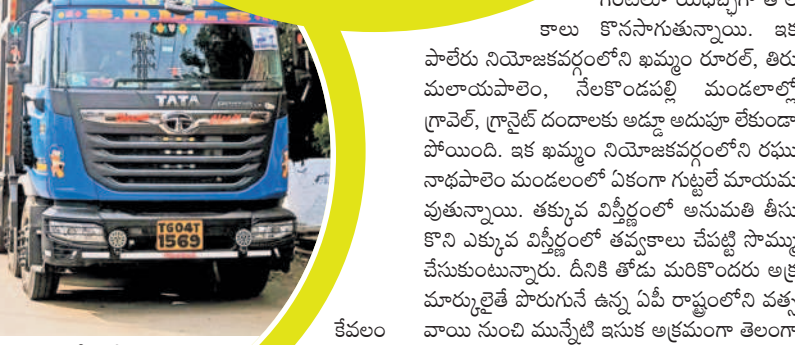 S D D L L S
TATA
TG04T
1569
కాలు కొనసాగుతున్నాయి. ఇక
పాలేరు నియోజకవర్గంలోని ఖమ్మం రూరల్, తిరు
మలాయపాలెం, నేలకొండపల్లి మండలాల్లో
గ్రావెల్, గ్రానైట్ దందాలకు అడ్డూ అదుపూ లేకుండా
పోయింది. ఇక ఖమ్మం నియోజకవర్గంలోని రఘు
నాథపాలెం మండలంలో ఏకంగా గుట్టలే మాయమ
వుతున్నాయి. తక్కువ విస్తీర్ణంలో అనుమతి తీసు
కొని ఎక్కువ విస్తీర్ణంలో తవ్వకాలు చేపట్టి సొమ్ము
చేసుకుంటున్నారు. దీనికి తోడు మరికొందరు అక్ర
మార్కులైతే పొరుగునే ఉన్న ఏపీ రాష్ట్రంలోని వత్స
కేవలం వాయి నుంచి మున్నేటి ఇసుక అక్రమంగా తెలంగా